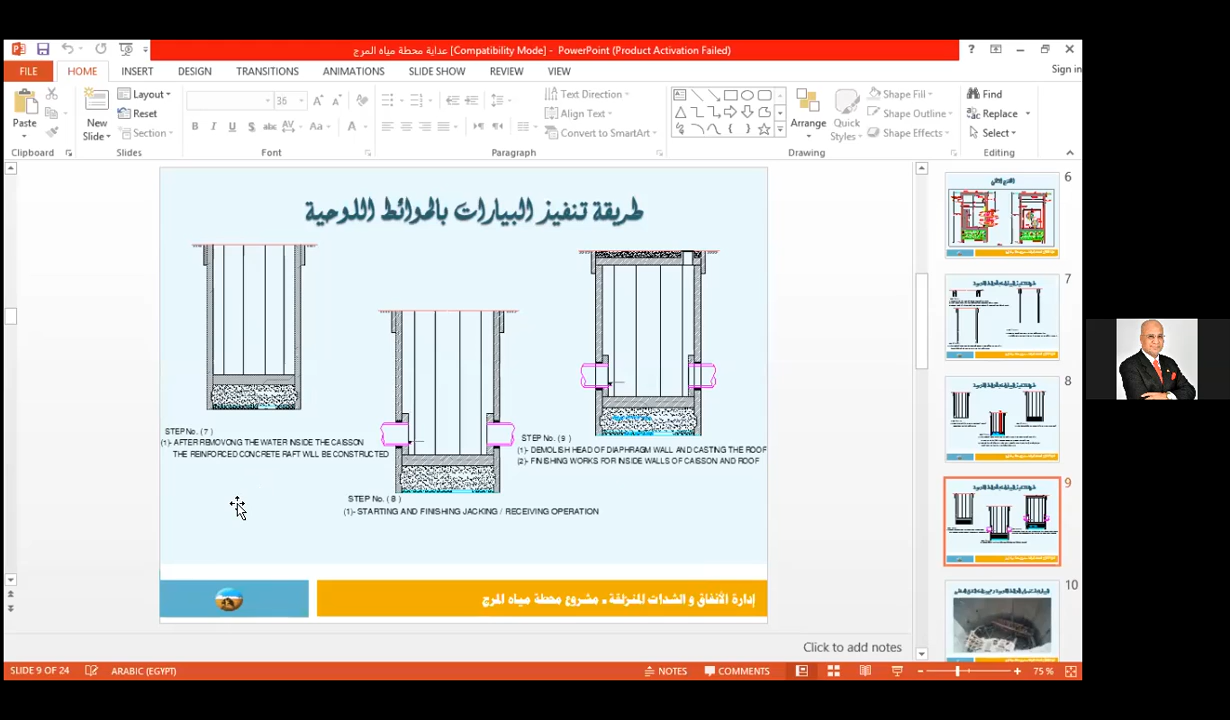 عداية محطة مياه المرج [Compatibility Mode] - PowerPoint (Product Activation Failed)
FILE HOME INSERT DESIGN TRANSITIONS ANIMATIONS SLIDE SHOW REVIEW VIEW
Sign in
Paste
New Slide
Layout
Reset
Section
36
Text Direction
Align Text
Convert to SmartArt
Arrange
Quick Styles
Shape Fill
Shape Outline
Shape Effects
Find
Replace
Select
Clipboard Slides Font Paragraph Drawing Editing
طريقة تنفيذ البيارات بالحوائط اللوحية
STEP No. ( 7 )
(1)- AFTER REMOVONG THE WATER INSIDE THE CAISSON
THE REINFORCED CONCRETE RAFT WILL BE CONSTRUCTED
STEP No. ( 8 )
(1)- STARTING AND FINISHING JACKING / RECEIVING OPERATION
STEP No. ( 9 )
(1)- DEMOLISH HEAD OF DIAPHRAGM WALL AND CASTING THE ROOF
(2)- FINISHING WORKS FOR INSIDE WALLS OF CAISSON AND ROOF
إدارة الأنفاق و الشدات المنزلقة - مشروع محطة مياه المرج
6
7
8
9
10
Click to add notes
SLIDE 9 OF 24 ARABIC (EGYPT) NOTES COMMENTS 75 %